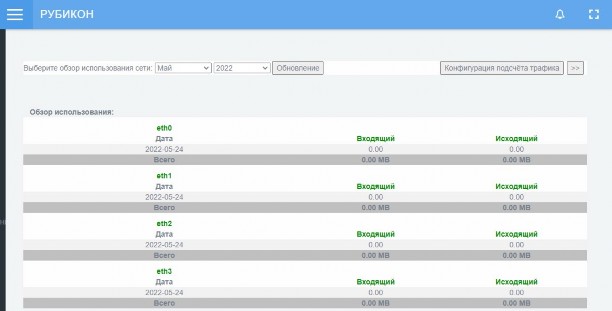 РУБИКОН
Выберите обзор использования сети: Май 2022 Обновление Конфигурация подсчёта трафика >>
Обзор использования:
eth0
Дата Входящий Исходящий
2022-05-24 0.00 0.00
Всего 0.00 MB 0.00 MB
eth1
Дата Входящий Исходящий
2022-05-24 0.00 0.00
Всего 0.00 MB 0.00 MB
eth2
Дата Входящий Исходящий
2022-05-24 0.00 0.00
Всего 0.00 MB 0.00 MB
eth3
Дата Входящий Исходящий
2022-05-24 0.00 0.00
Всего 0.00 MB 0.00 MB